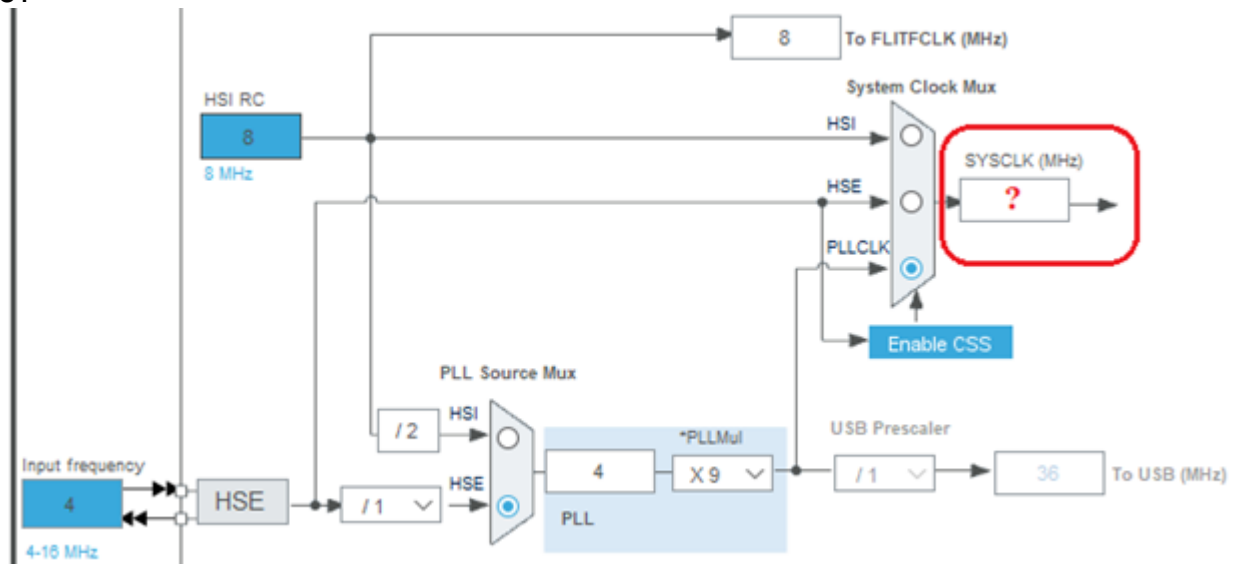 8
To FLITFCLK (MHz)
System Clock Mux
HSI RC
8
8 MHz
HSI
SYSCLK (MHz)
HSE
?
PLLCLK
Enable CSS
PLL Source Mux
HSI
/ 2
*PLLMul
USB Prescaler
Input frequency
4
HSE
/ 1
HSE
4
X 9
/ 1
36
To USB (MHz)
PLL
4-16 MHz